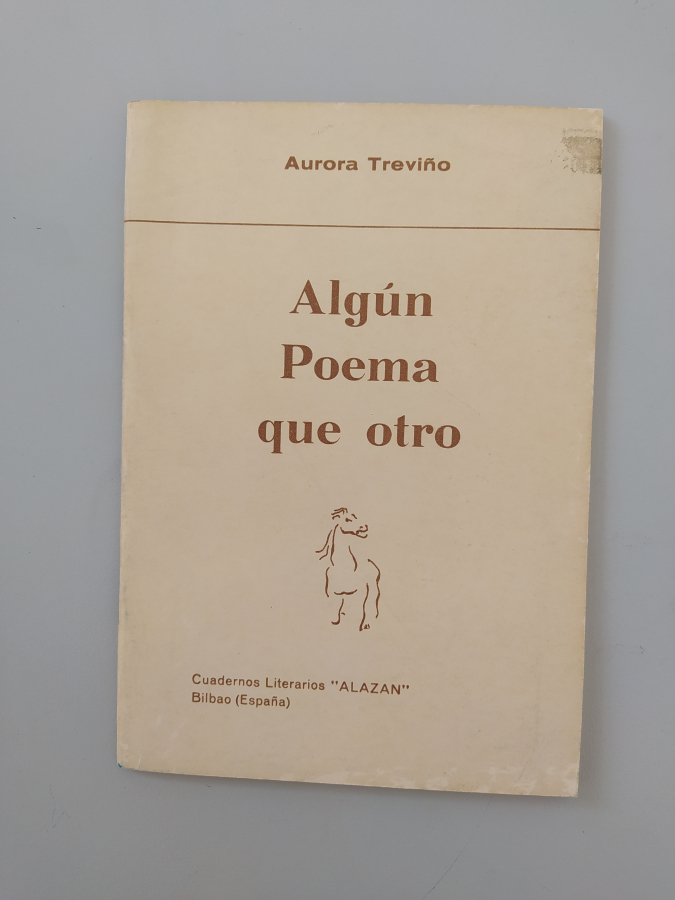 Aurora Treviño
Algún
Poema
que otro
Cuadernos Literarios "ALAZAN"
Bilbao (España)